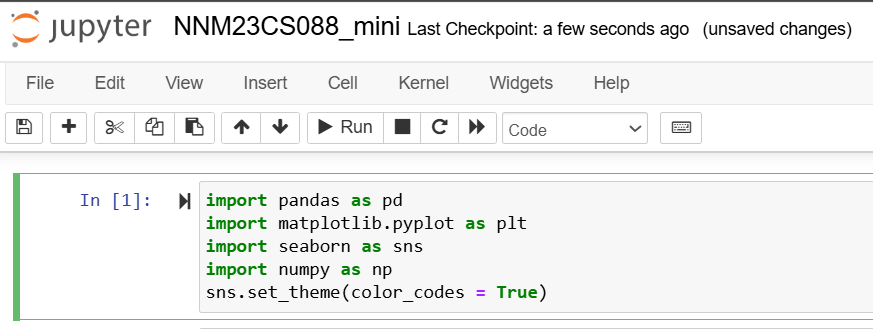 jupyter NNM23CS088_mini Last Checkpoint: a few seconds ago (unsaved changes)
File Edit View Insert Cell Kernel Widgets Help
Run Code
In [1]: import pandas as pd
import matplotlib.pyplot as plt
import seaborn as sns
import numpy as np
sns.set_theme(color_codes = True)